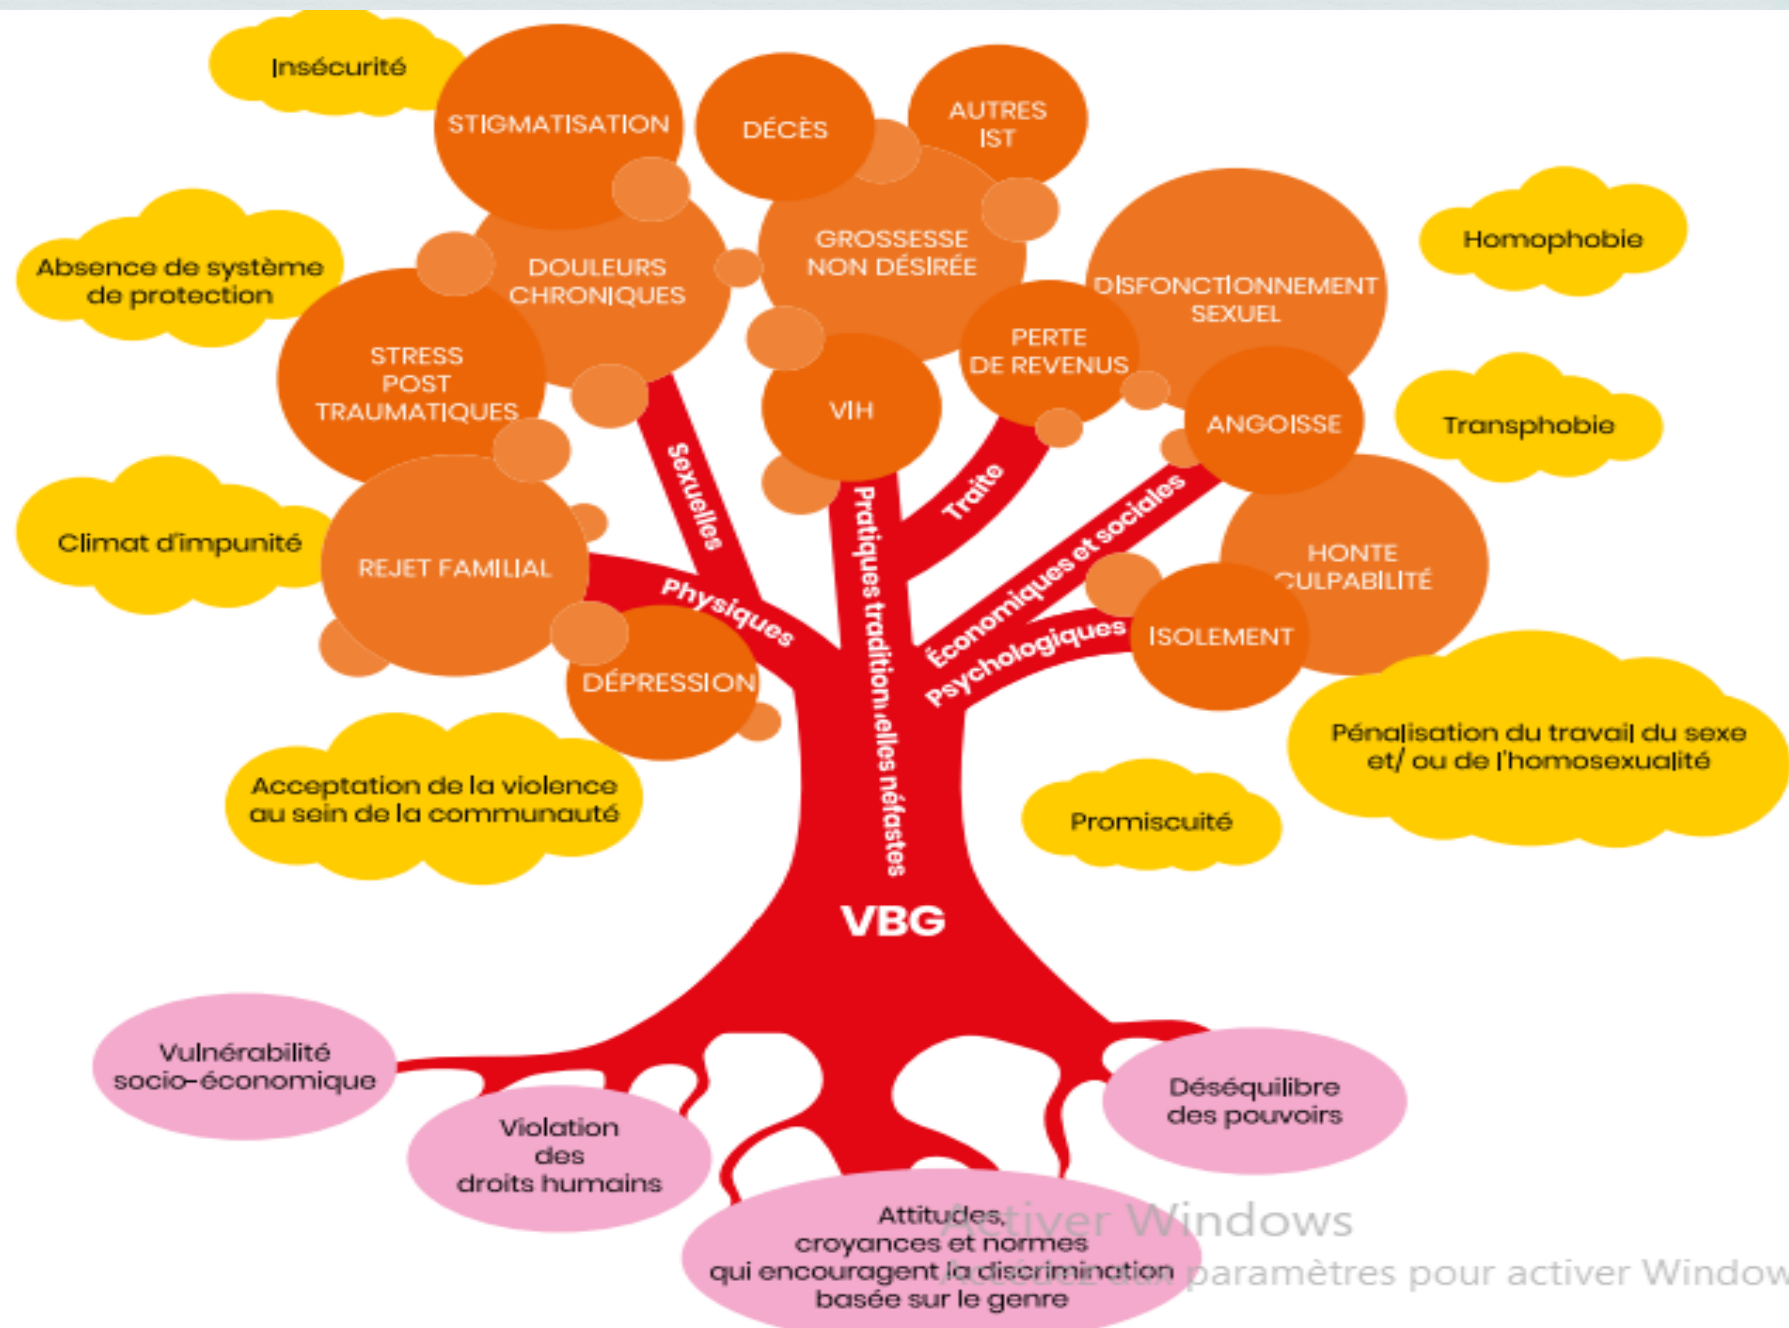 Insécurité
STIGMATISATION
DÉCÈS
AUTRES
IST
Absence de système
de protection
DOULEURS
CHRONIQUES
GROSSESSE
NON DÉSIRÉE
DISFONCTIONNEMENT
SEXUEL
Homophobie
STRESS
POST
TRAUMATIQUES
VIH
PERTE
DE REVENUS
ANGOISSE
Transphobie
Climat d'impunité
REJET FAMILIAL
Sexuelles
Physiques
Pratiques traditionnelles néfastes
Traite
Économiques et sociales
Psychologiques
HONTE
CULPABILITÉ
ISOLEMENT
DÉPRESSION
Acceptation de la violence
au sein de la communauté
Promiscuité
Pénalisation du travail du sexe
et/ ou de l'homosexualité
VBG
Vulnérabilité
socio-économique
Violation
des
droits humains
Attitudes,
croyances et normes
qui encouragent la discrimination
basée sur le genre
Déséquilibre
des pouvoirs
Activer Windows
Accédez aux paramètres pour activer Window